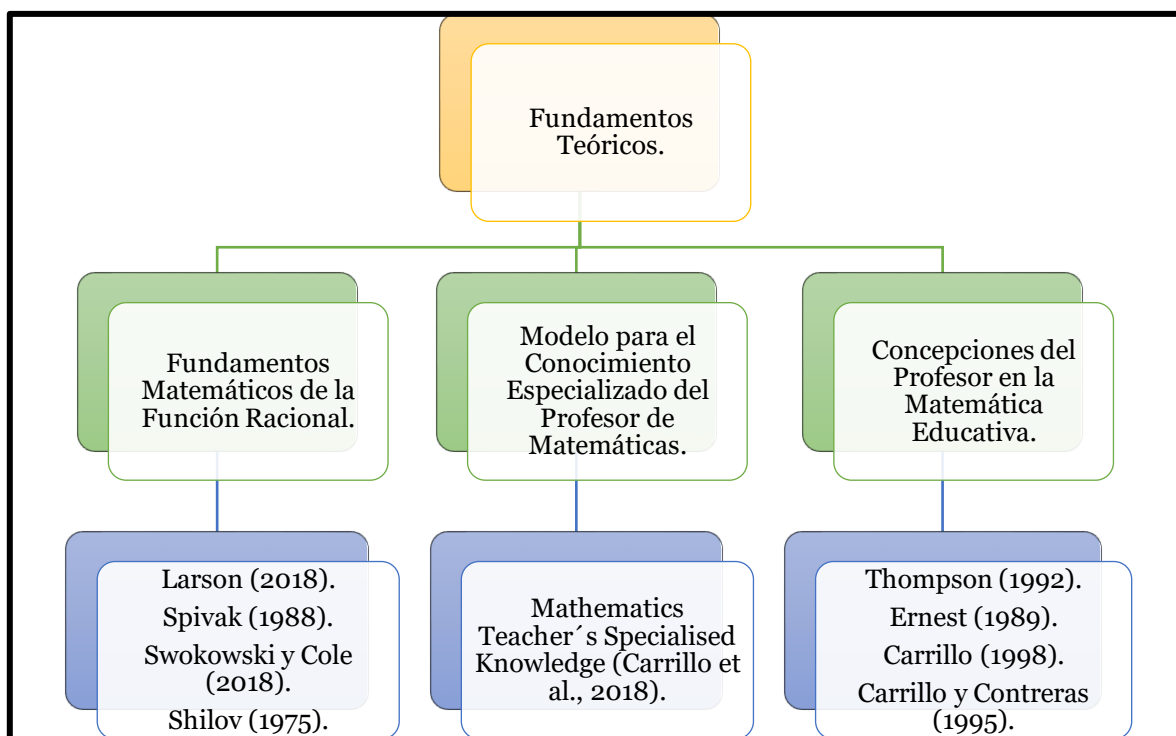 Fundamentos
Teóricos.
Fundamentos
Matemáticos de la
Función Racional.
Modelo para el
Conocimiento
Especializado del
Profesor de
Matemáticas.
Concepciones del
Profesor en la
Matemática
Educativa.
Larson (2018).
Spivak (1988).
Swokowski y Cole
(2018).
Shilov (1975).
Mathematics
Teacher´s Specialised
Knowledge (Carrillo et
al., 2018).
Thompson (1992).
Ernest (1989).
Carrillo (1998).
Carrillo y Contreras
(1995).